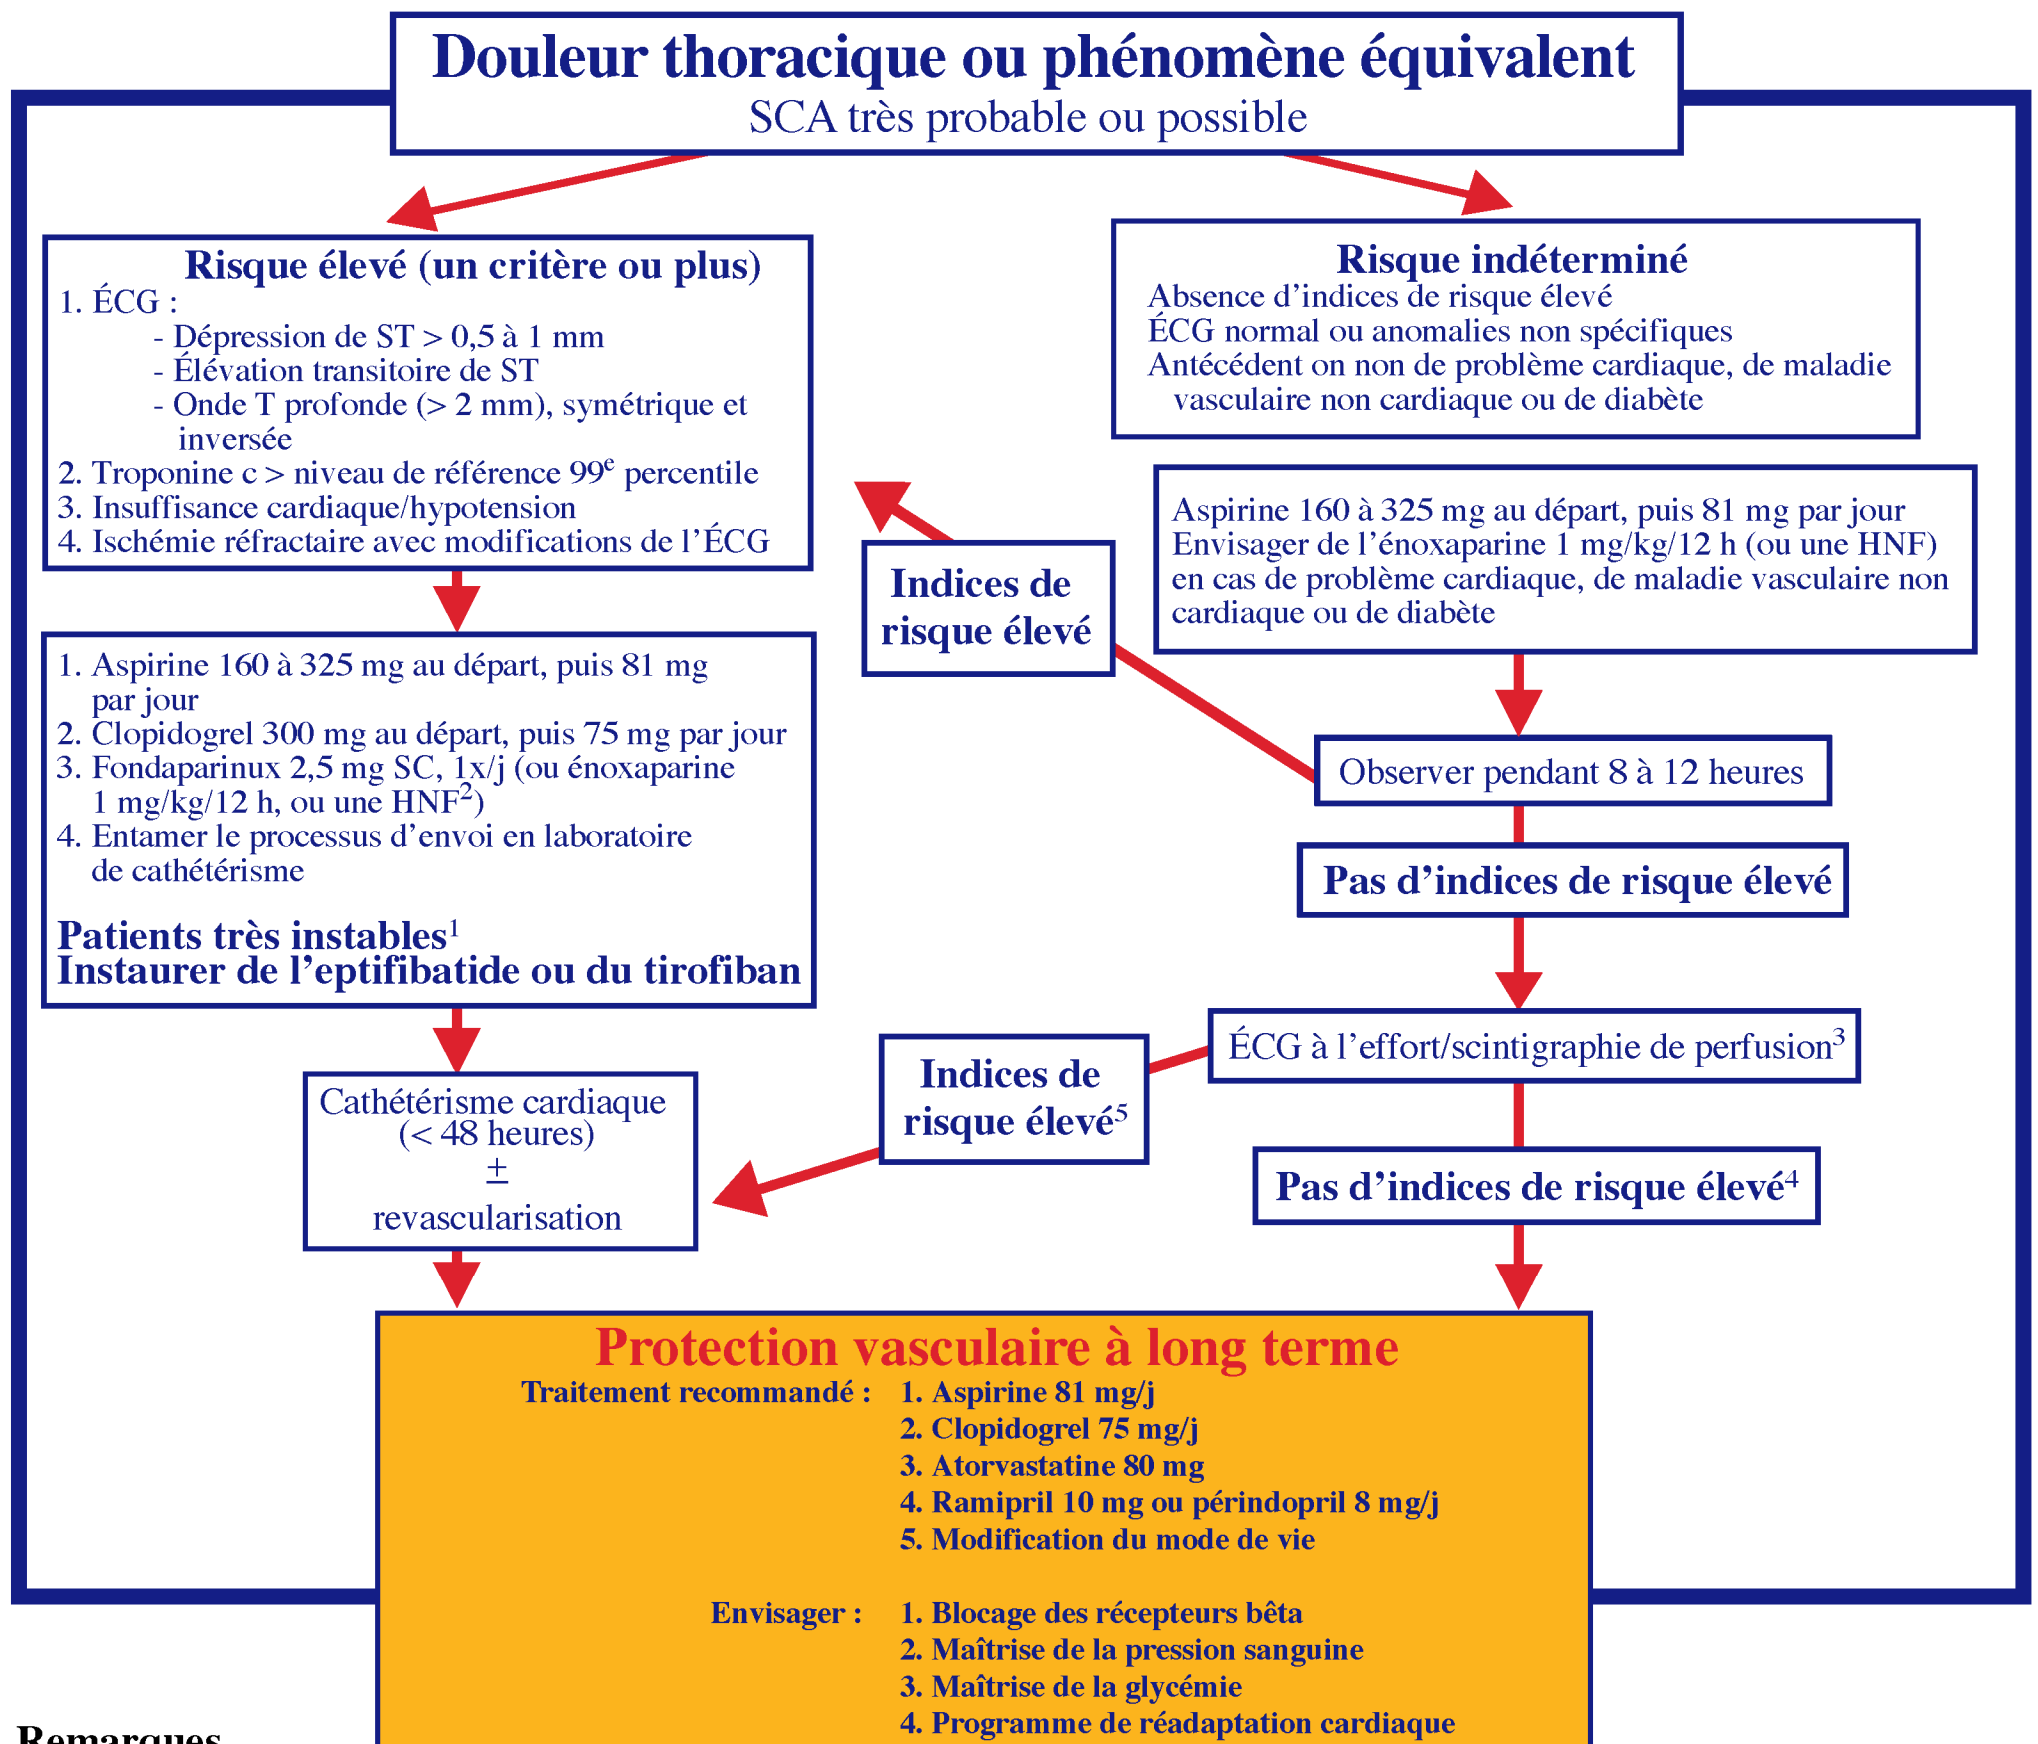 Douleur thoracique ou phénomène équivalent
SCA très probable ou possible
Risque élevé (un critère ou plus)
1. ÉCG :
- Dépression de ST > 0,5 à 1 mm
- Élévation transitoire de ST
- Onde T profonde (> 2 mm), symétrique et
inversée
2. Troponine c > niveau de référence 99e percentile
3. Insuffisance cardiaque/hypotension
4. Ischémie réfractaire avec modifications de l’ÉCG
Risque indéterminé
Absence d’indices de risque élevé
ÉCG normal ou anomalies non spécifiques
Antécédent on non de problème cardiaque, de maladie
vasculaire non cardiaque ou de diabète
Aspirine 160 à 325 mg au départ, puis 81 mg par jour
Envisager de l’énoxaparine 1 mg/kg/12 h (ou une HNF)
en cas de problème cardiaque, de maladie vasculaire non
cardiaque ou de diabète
Indices de
risque élevé
1. Aspirine 160 à 325 mg au départ, puis 81 mg
par jour
2. Clopidogrel 300 mg au départ, puis 75 mg par jour
3. Fondaparinux 2,5 mg SC, 1x/j (ou énoxaparine
1 mg/kg/12 h, ou une HNF2)
4. Entamer le processus d’envoi en laboratoire
de cathétérisme
Patients très instables1
Instaurer de l’eptifibatide ou du tirofiban
Observer pendant 8 à 12 heures
Pas d’indices de risque élevé
ÉCG à l’effort/scintigraphie de perfusion3
Indices de
risque élevé5
Cathétérisme cardiaque
(< 48 heures)
±
revascularisation
Pas d’indices de risque élevé4
Protection vasculaire à long terme
Traitement recommandé : 1. Aspirine 81 mg/j
2. Clopidogrel 75 mg/j
3. Atorvastatine 80 mg
4. Ramipril 10 mg ou périndopril 8 mg/j
5. Modification du mode de vie
Envisager : 1. Blocage des récepteurs bêta
2. Maîtrise de la pression sanguine
3. Maîtrise de la glycémie
4. Programme de réadaptation cardiaque
Remarques